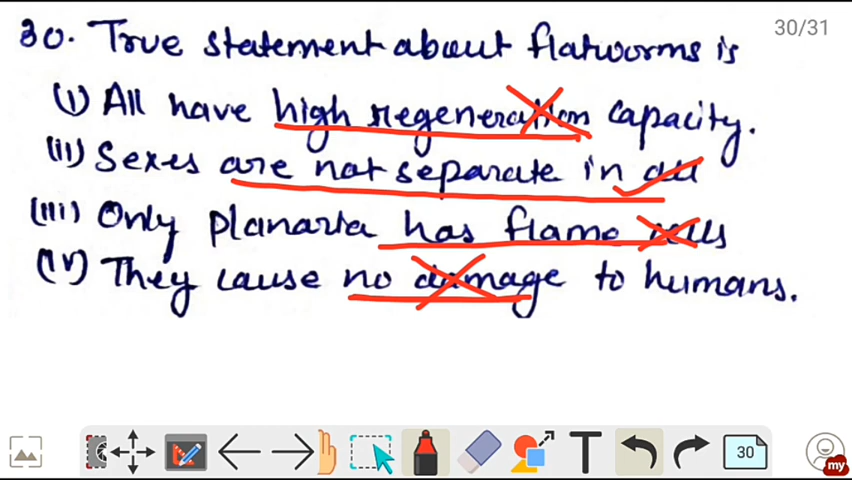 30. True statement about flatworms is
30/31
(i) All have high regeneration capacity.
(ii) Sexes are not separate in all
(iii) Only planaria has flame cells
(iv) They cause no damage to humans.
T
30
my